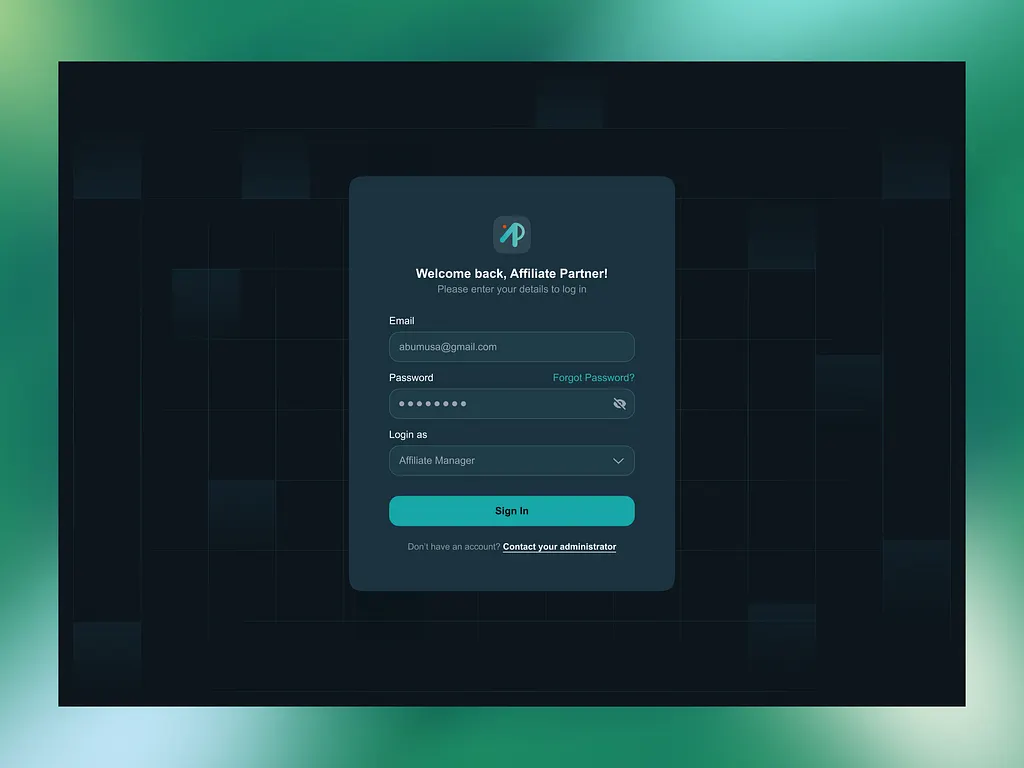 Welcome back, Affiliate Partner!
Please enter your details to log in
Email
abumusa@gmail.com
Password Forgot Password?
Login as
Affiliate Manager
Sign In
Don't have an account? Contact your administrator